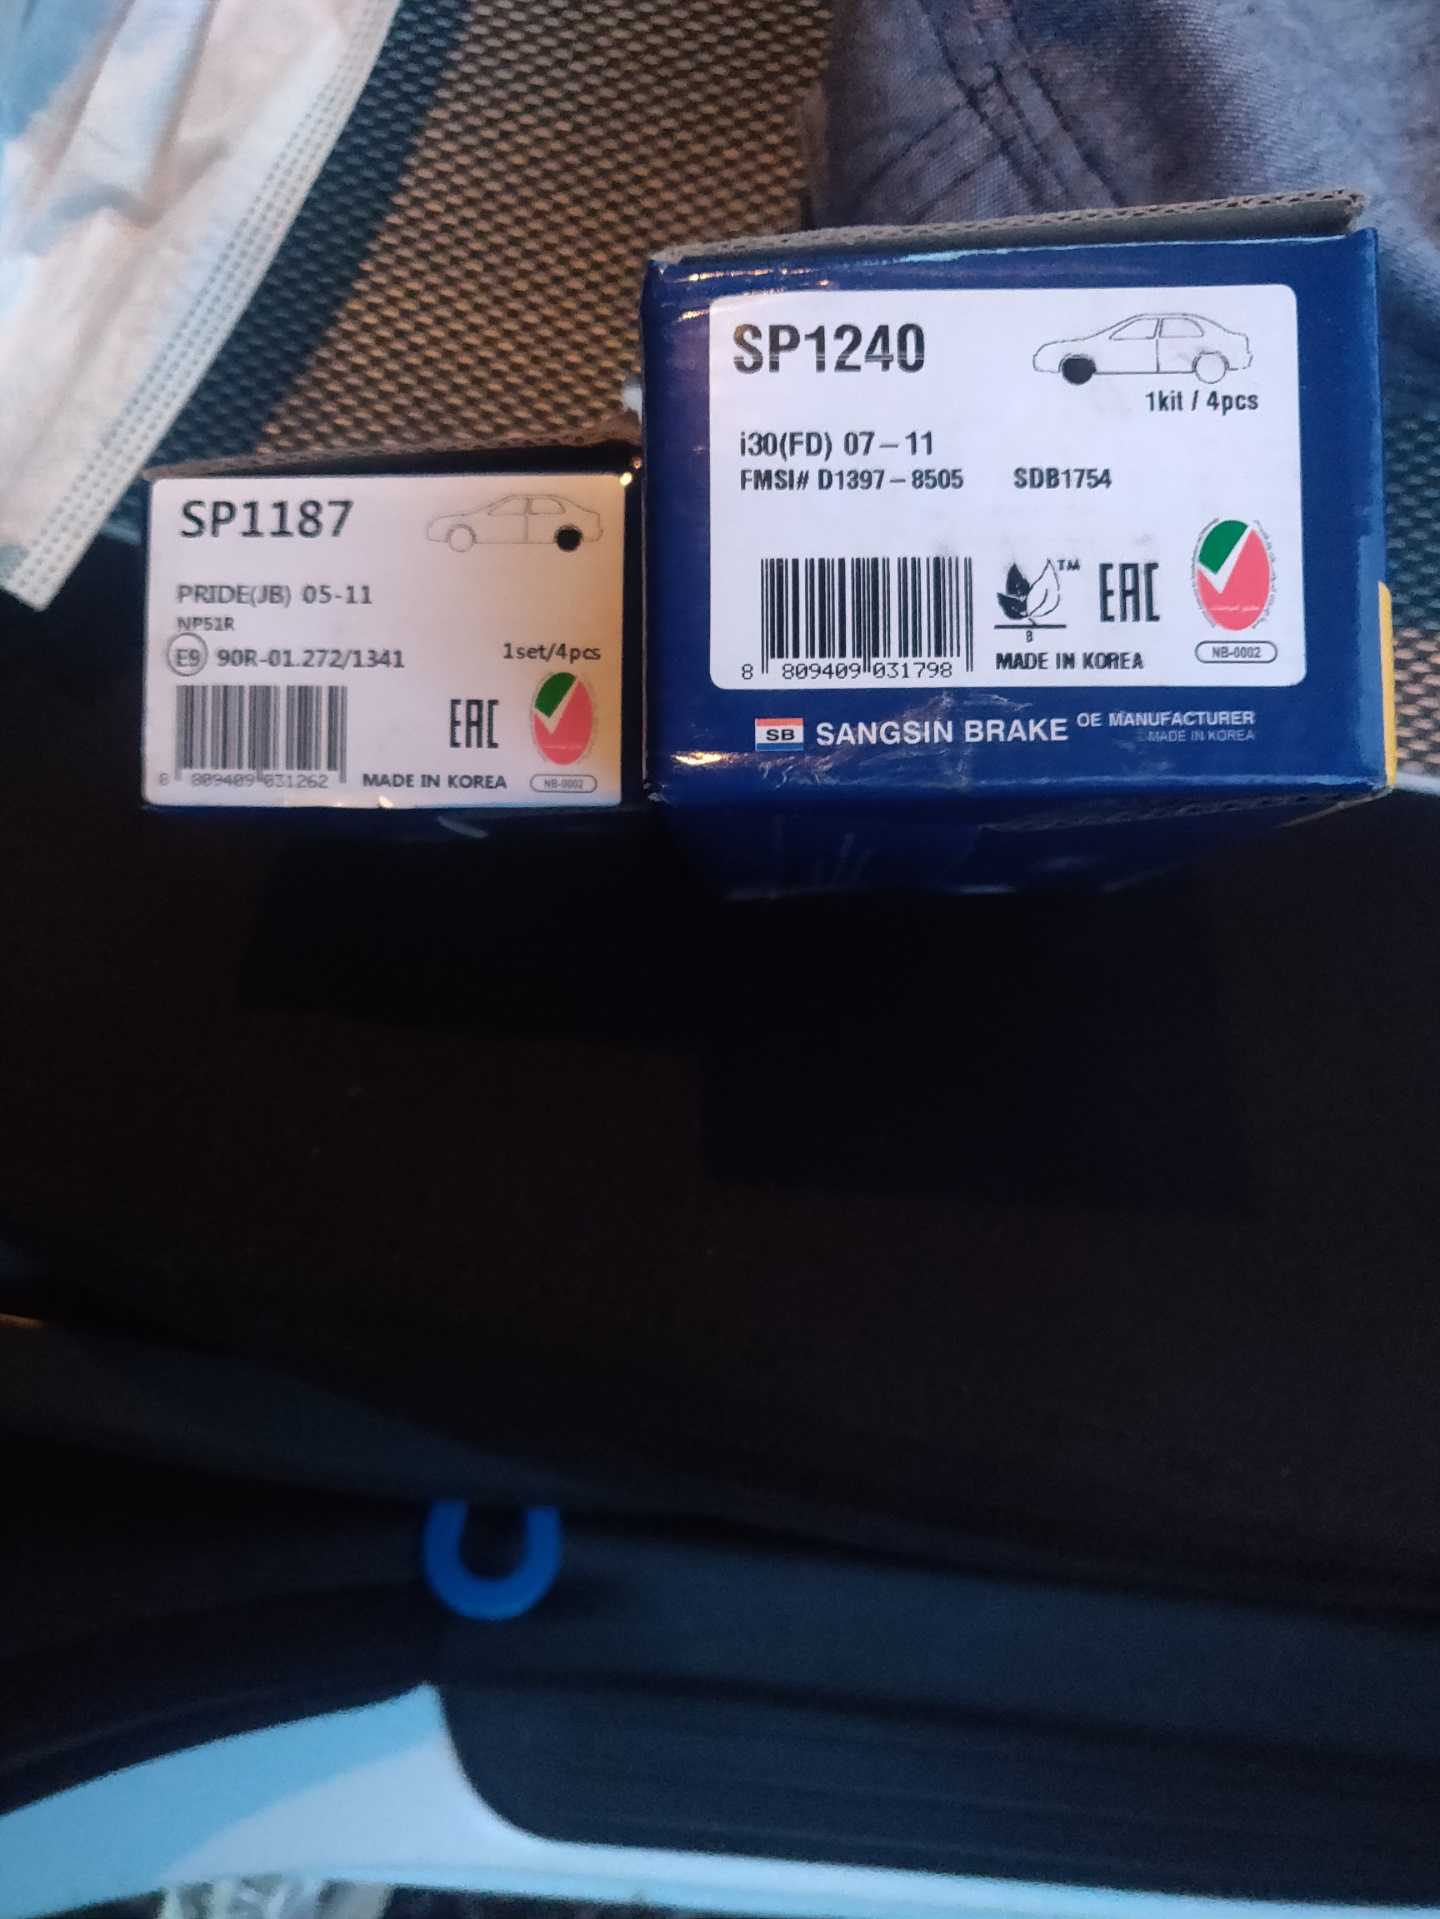 SP1187
PRIDE(JB) 05-11
NP51R
E9 90R-01.272/1341
1set/4pcs
EAC
8 809409 031262
MADE IN KOREA
NB-0002
SP1240
1kit / 4pcs
i30(FD) 07-11
FMSI# D1397-8505 SDB1754
TM
B
EAC
8 809409 031798
MADE IN KOREA
NB-0002
SB SANGSIN BRAKE OE MANUFACTURER
MADE IN KOREA